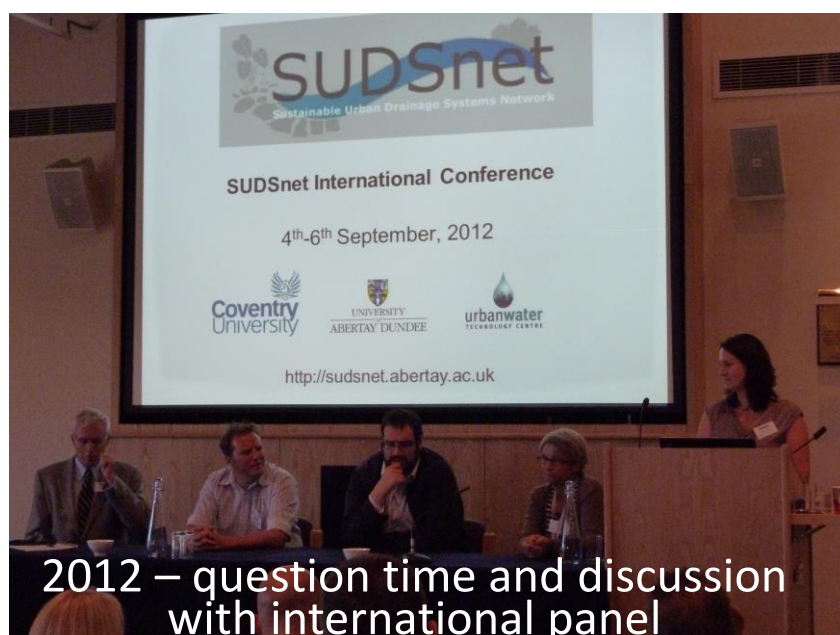 SUDSnet
Sustainable Urban Drainage Systems Network
SUDSnet International Conference
4th-6th September, 2012
Coventry
University
UNIVERSITY
of
ABERTAY DUNDEE
urbanwater
TECHNOLOGY CENTRE
http://sudsnet.abertay.ac.uk
2012 – question time and discussion
with international panel